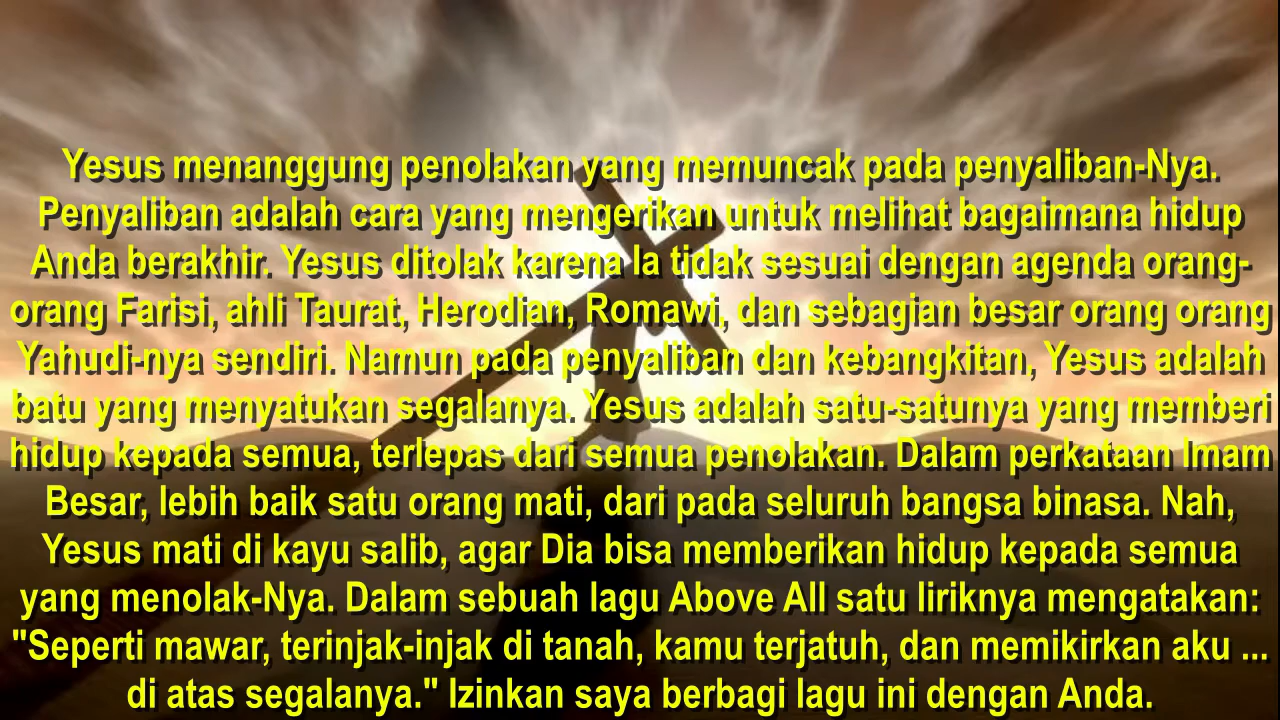 Yesus menanggung penolakan yang memuncak pada penyaliban-Nya.
Penyaliban adalah cara yang mengerikan untuk melihat bagaimana hidup
Anda berakhir. Yesus ditolak karena Ia tidak sesuai dengan agenda orang-
orang Farisi, ahli Taurat, Herodian, Romawi, dan sebagian besar orang orang
Yahudi-nya sendiri. Namun pada penyaliban dan kebangkitan, Yesus adalah
batu yang menyatukan segalanya. Yesus adalah satu-satunya yang memberi
hidup kepada semua, terlepas dari semua penolakan. Dalam perkataan Imam
Besar, lebih baik satu orang mati, dari pada seluruh bangsa binasa. Nah,
Yesus mati di kayu salib, agar Dia bisa memberikan hidup kepada semua
yang menolak-Nya. Dalam sebuah lagu Above All satu liriknya mengatakan:
"Seperti mawar, terinjak-injak di tanah, kamu terjatuh, dan memikirkan aku ...
di atas segalanya." Izinkan saya berbagi lagu ini dengan Anda.